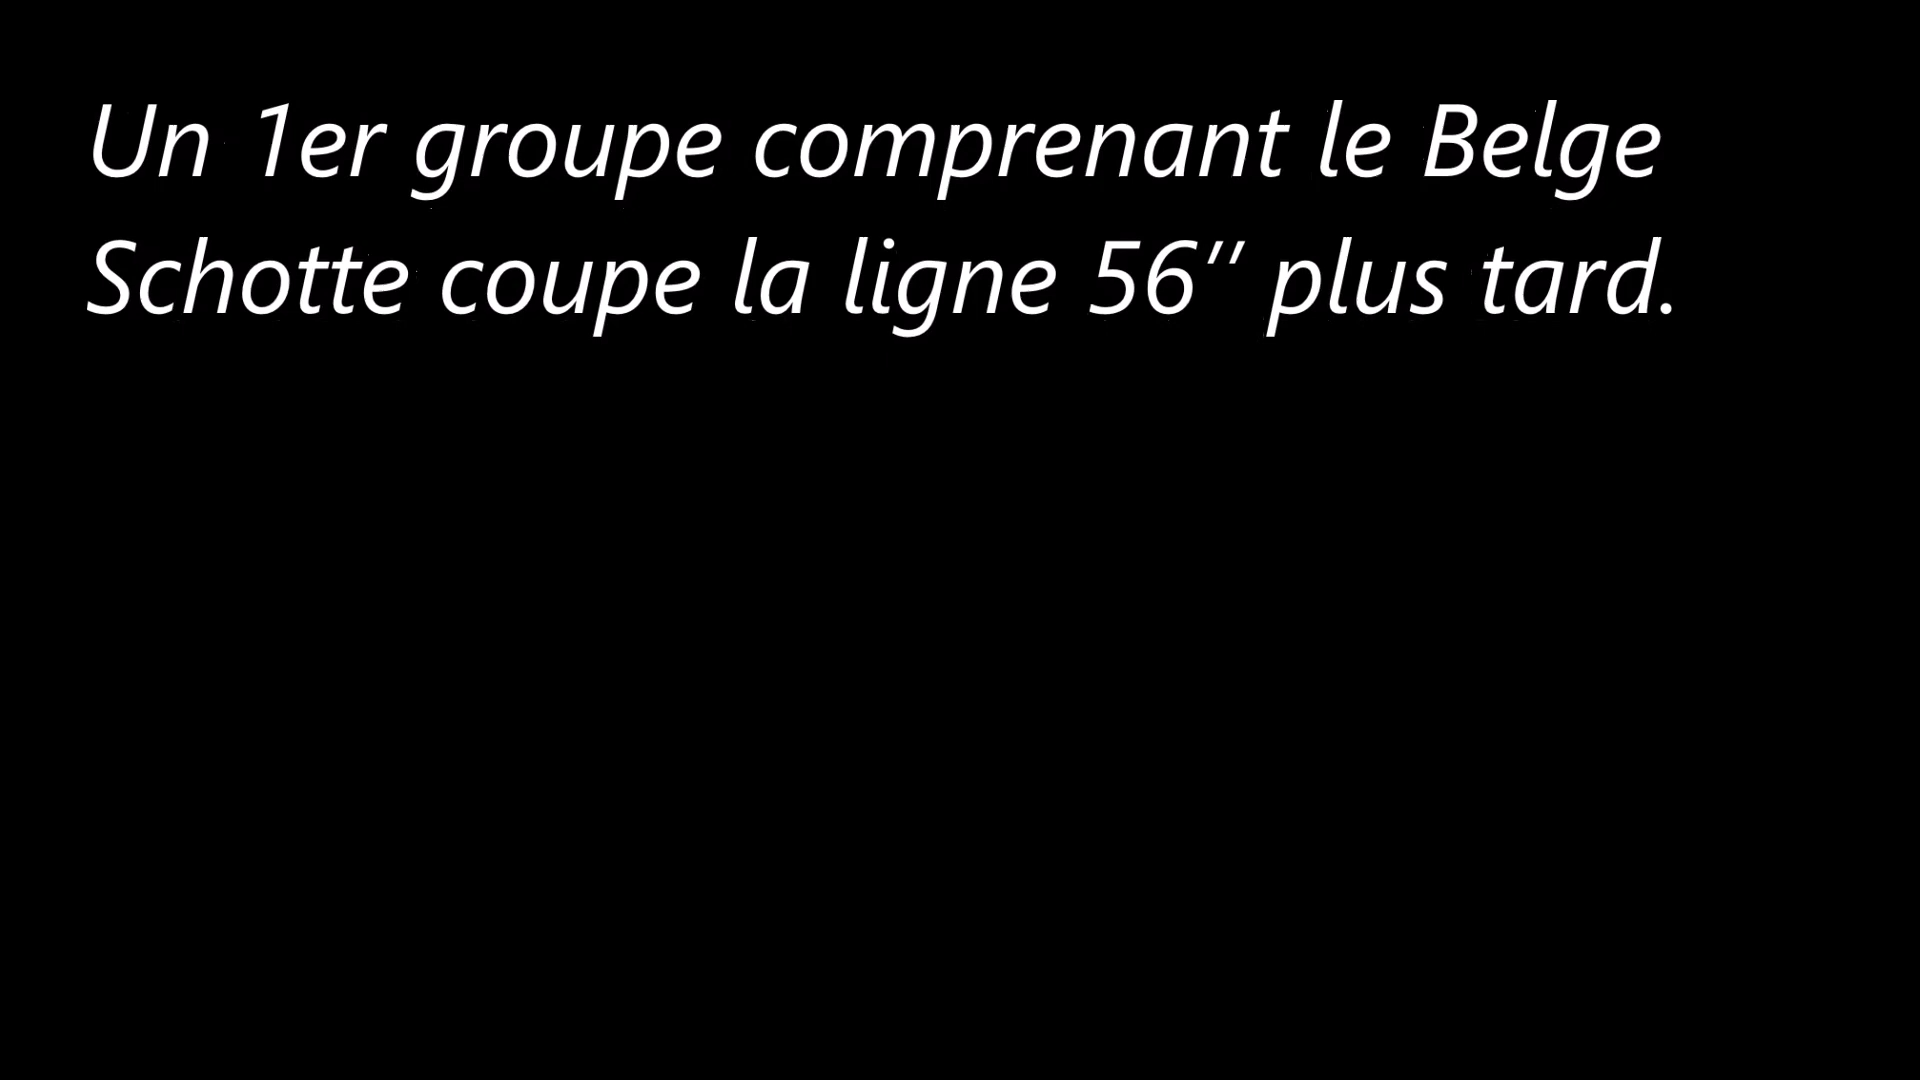 Un 1er groupe comprenant le Belge
Schotte coupe la ligne 56’’ plus tard.